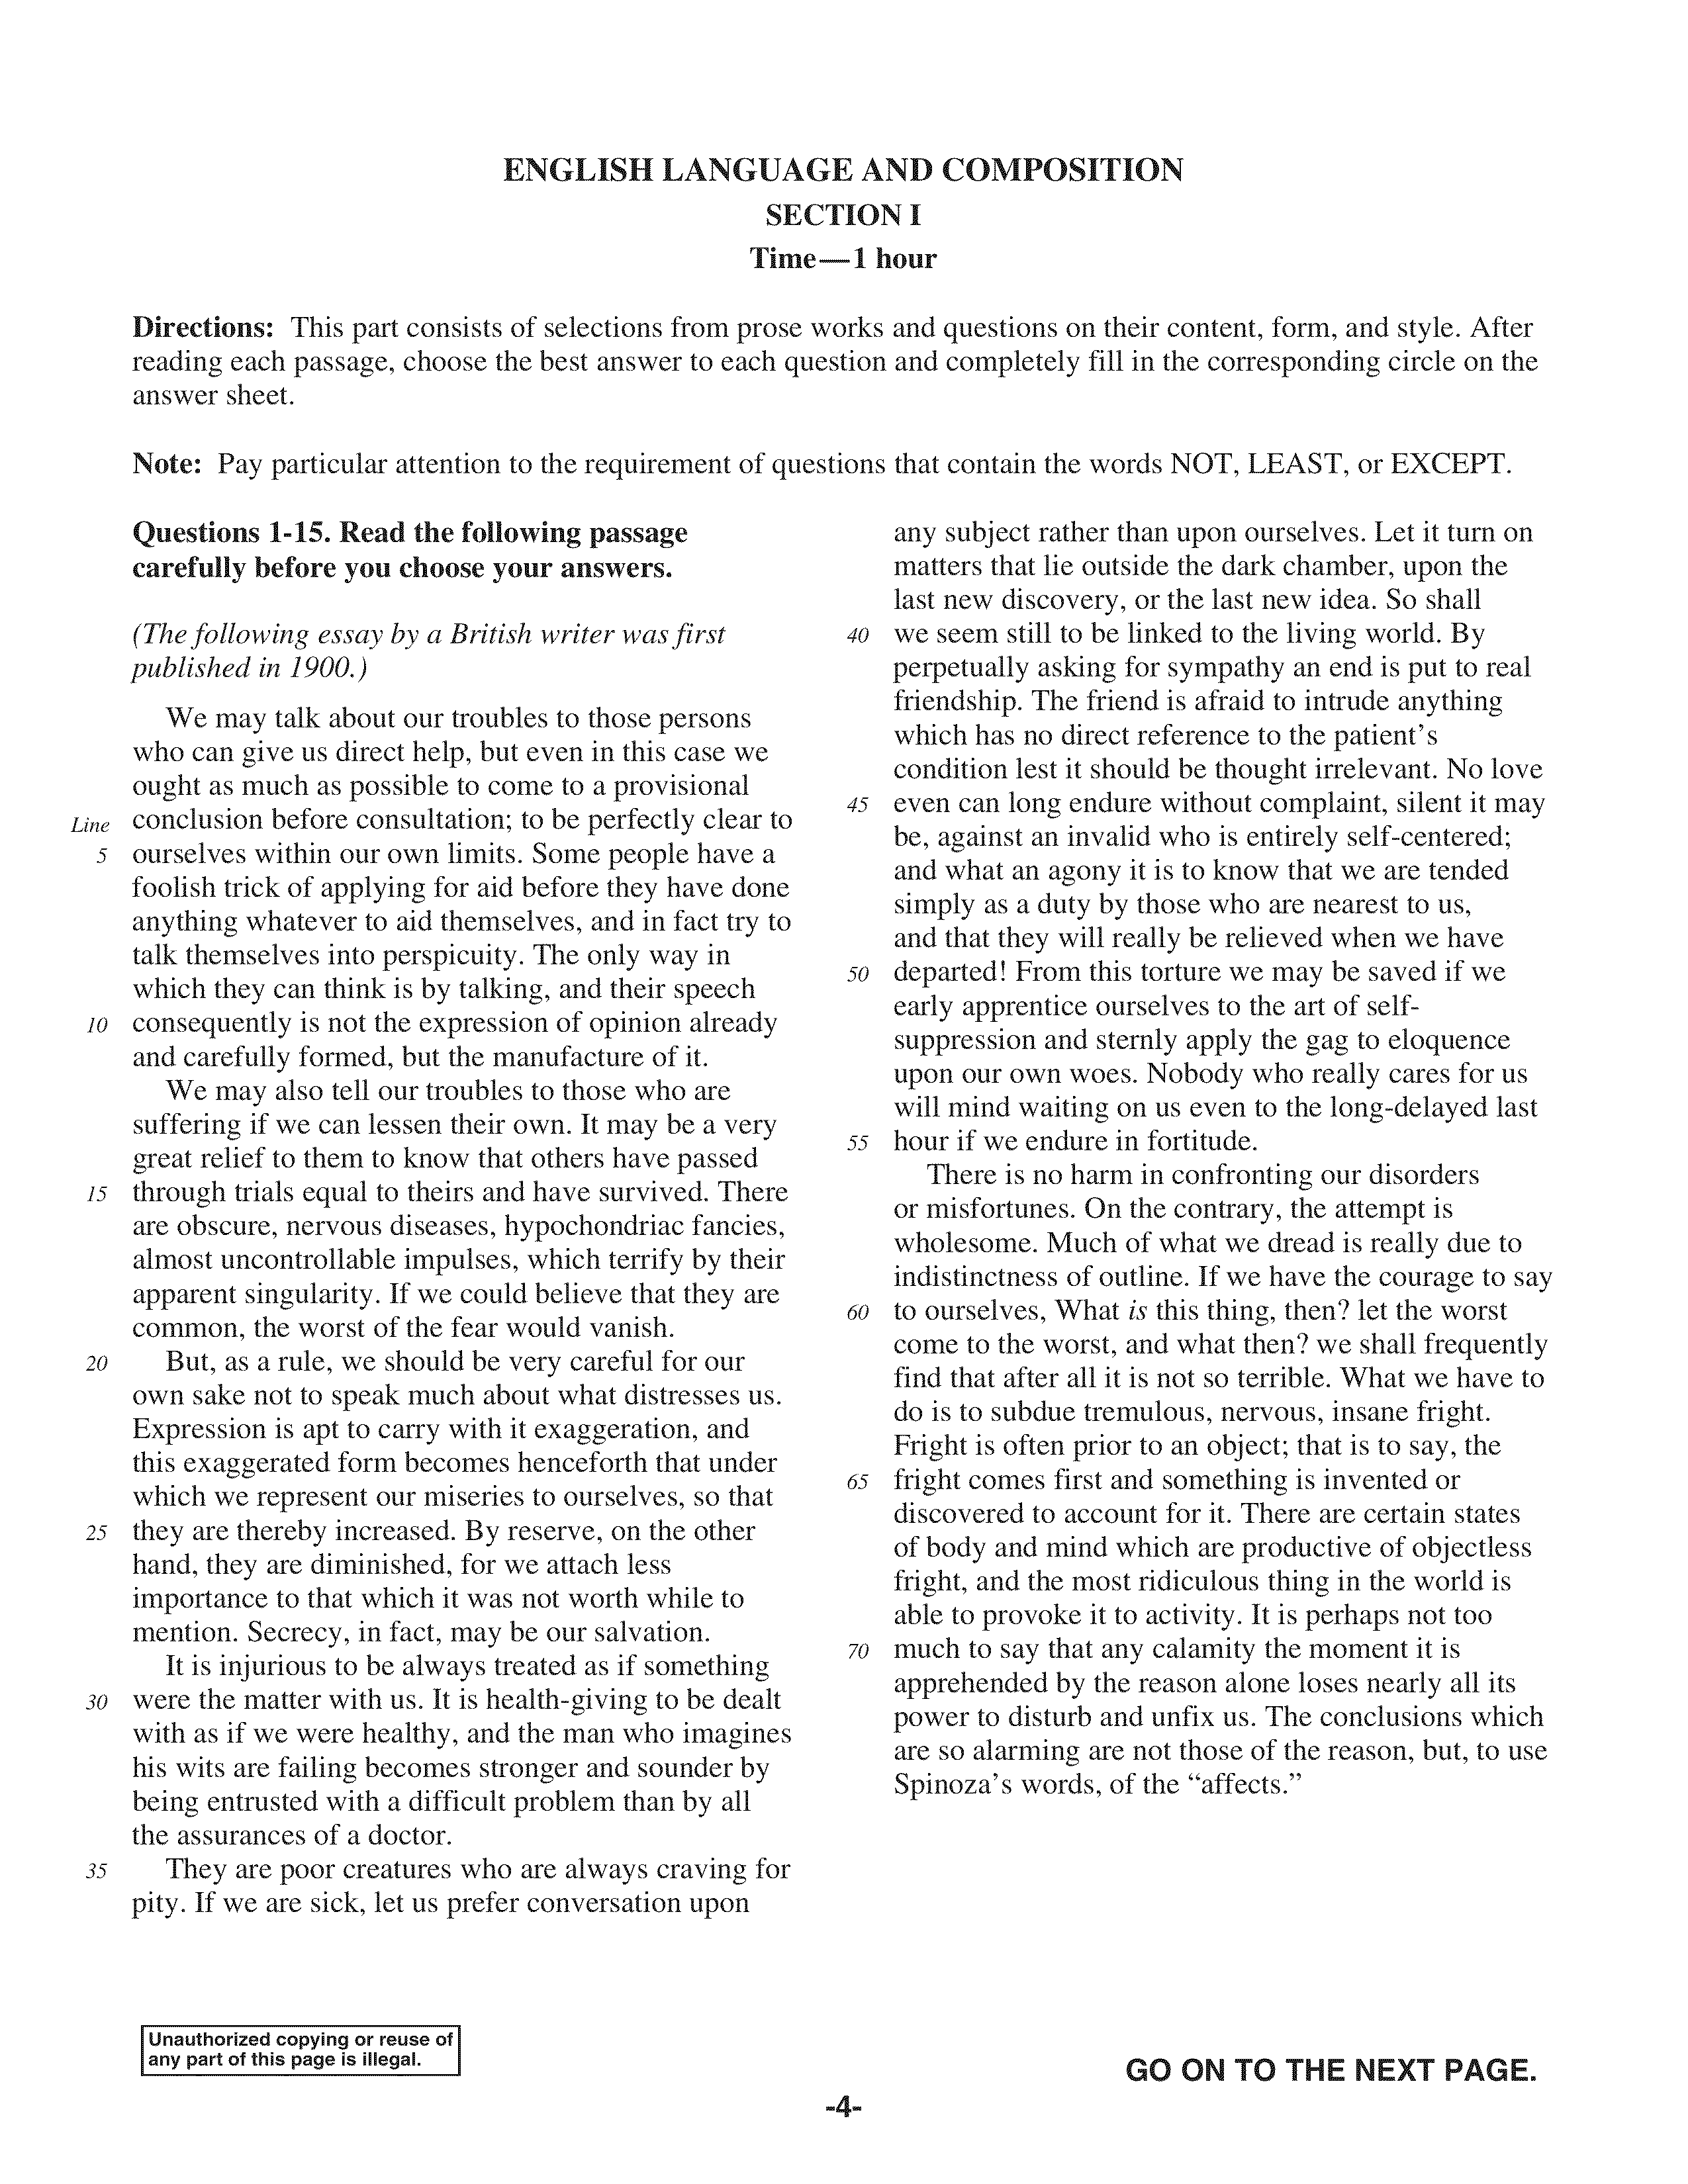 ENGLISH LANGUAGE AND COMPOSITION
SECTION I
Time—1 hour
Directions: This part consists of selections from prose works and questions on their content, form, and style. After
reading each passage, choose the best answer to each question and completely fill in the corresponding circle on the
answer sheet.
Note: Pay particular attention to the requirement of questions that contain the words NOT, LEAST, or EXCEPT.
Questions 1-15. Read the following passage
carefully before you choose your answers.
(The following essay by a British writer was first
published in 1900.)
We may talk about our troubles to those persons
who can give us direct help, but even in this case we
ought as much as possible to come to a provisional
Line conclusion before consultation; to be perfectly clear to
5 ourselves within our own limits. Some people have a
foolish trick of applying for aid before they have done
anything whatever to aid themselves, and in fact try to
talk themselves into perspicuity. The only way in
which they can think is by talking, and their speech
10 consequently is not the expression of opinion already
and carefully formed, but the manufacture of it.
We may also tell our troubles to those who are
suffering if we can lessen their own. It may be a very
great relief to them to know that others have passed
15 through trials equal to theirs and have survived. There
are obscure, nervous diseases, hypochondriac fancies,
almost uncontrollable impulses, which terrify by their
apparent singularity. If we could believe that they are
common, the worst of the fear would vanish.
20 But, as a rule, we should be very careful for our
own sake not to speak much about what distresses us.
Expression is apt to carry with it exaggeration, and
this exaggerated form becomes henceforth that under
which we represent our miseries to ourselves, so that
25 they are thereby increased. By reserve, on the other
hand, they are diminished, for we attach less
importance to that which it was not worth while to
mention. Secrecy, in fact, may be our salvation.
It is injurious to be always treated as if something
30 were the matter with us. It is health-giving to be dealt
with as if we were healthy, and the man who imagines
his wits are failing becomes stronger and sounder by
being entrusted with a difficult problem than by all
the assurances of a doctor.
35 They are poor creatures who are always craving for
pity. If we are sick, let us prefer conversation upon
any subject rather than upon ourselves. Let it turn on
matters that lie outside the dark chamber, upon the
last new discovery, or the last new idea. So shall
40 we seem still to be linked to the living world. By
perpetually asking for sympathy an end is put to real
friendship. The friend is afraid to intrude anything
which has no direct reference to the patient’s
condition lest it should be thought irrelevant. No love
45 even can long endure without complaint, silent it may
be, against an invalid who is entirely self-centered;
and what an agony it is to know that we are tended
simply as a duty by those who are nearest to us,
and that they will really be relieved when we have
50 departed! From this torture we may be saved if we
early apprentice ourselves to the art of self-
suppression and sternly apply the gag to eloquence
upon our own woes. Nobody who really cares for us
will mind waiting on us even to the long-delayed last
55 hour if we endure in fortitude.
There is no harm in confronting our disorders
or misfortunes. On the contrary, the attempt is
wholesome. Much of what we dread is really due to
indistinctness of outline. If we have the courage to say
60 to ourselves, What is this thing, then? let the worst
come to the worst, and what then? we shall frequently
find that after all it is not so terrible. What we have to
do is to subdue tremulous, nervous, insane fright.
Fright is often prior to an object; that is to say, the
65 fright comes first and something is invented or
discovered to account for it. There are certain states
of body and mind which are productive of objectless
fright, and the most ridiculous thing in the world is
able to provoke it to activity. It is perhaps not too
70 much to say that any calamity the moment it is
apprehended by the reason alone loses nearly all its
power to disturb and unfix us. The conclusions which
are so alarming are not those of the reason, but, to use
Spinoza’s words, of the “affects.”
Unauthorized copying or reuse of
any part of this page is illegal.
GO ON TO THE NEXT PAGE.
-4-